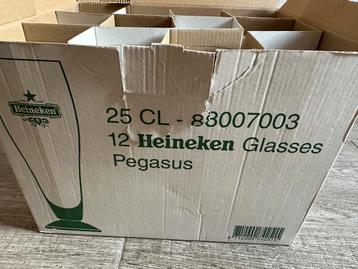 Heineken
25 CL - 88007003
12 Heineken Glasses
Pegasus